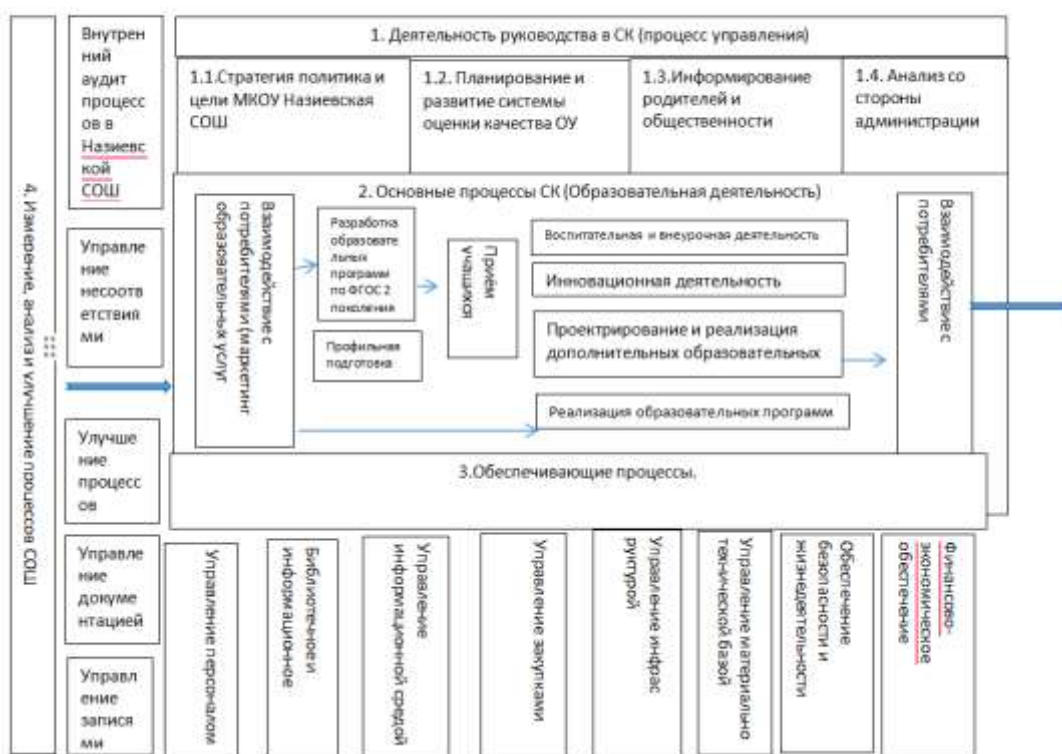 4. Измерение, анализ и улучшение процессов СОШ
Внутрен
ний
аудит
процесс
ов в
Назиевс
кой
СОШ
Управле
ние
несоотв
етствия
ми
Улучше
ние
процесс
ов
Управле
ние
докуме
нтацией
Управл
ение
запися
ми
1. Деятельность руководства в СК (процесс управления)
1.1.Стратегия политика и
цели МКОУ Назиевская
СОШ
1.2. Планирование и
развитие системы
оценки качества ОУ
1.3.Информирование
родителей и
общественности
1.4. Анализ со
стороны
администрации
2. Основные процессы СК (Образовательная деятельность)
Взаимодействие с
потребителями (маркетинг
образовательных услуг
Разработка
образовате
льных
программ
по ФГОС 2
поколения
Профильная
подготовка
Приём
учащихся
Воспитательная и внеурочная деятельность
Инновационная деятельность
Проектрирование и реализация
дополнительных образовательных
Реализация образовательных программ
Взаимодействие с
потребителями
3.Обеспечивающие процессы.
Управление персоналом
Библиотечное и
информационное
Управление
информационной средой
Управление закупками
Управление инфрас
руктурой
Управление материально
технической базой
Обеспечение
безопасности и
жизнедеятельности
Финансово-
экономическое
обеспечение